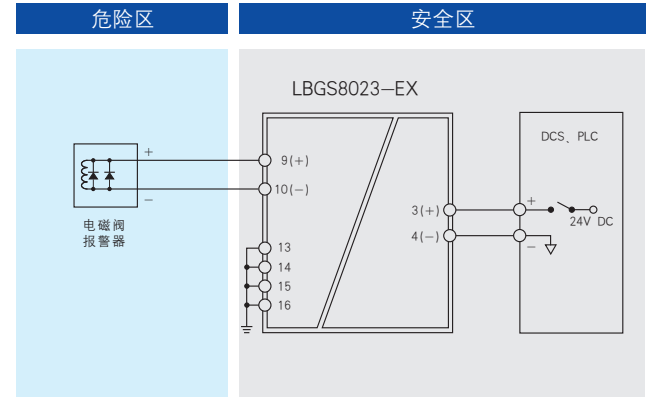 危险区
安全区
LBGS8023-EX
DCS、PLC
+
9(+)
10(-)
-
电磁阀
报警器
3(+)
4(-)
+
24V DC
-
13
14
15
16